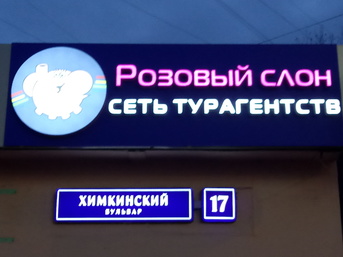 Розовый слон
сеть турагентств
ХИМКИНСКИЙ
БУЛЬВАР
17